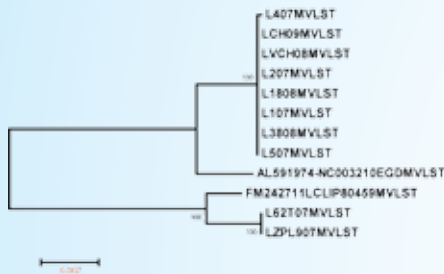 L407MVLST
LCH09MVLST
LVCH08MVLST
L207MVLST
L1808MVLST
L107MVLST
L3808MVLST
L507MVLST
AL591974-NC003210EGDMVLST
FM242711LCLIP80459MVLST
L62T07MVLST
LZPL907MVLST